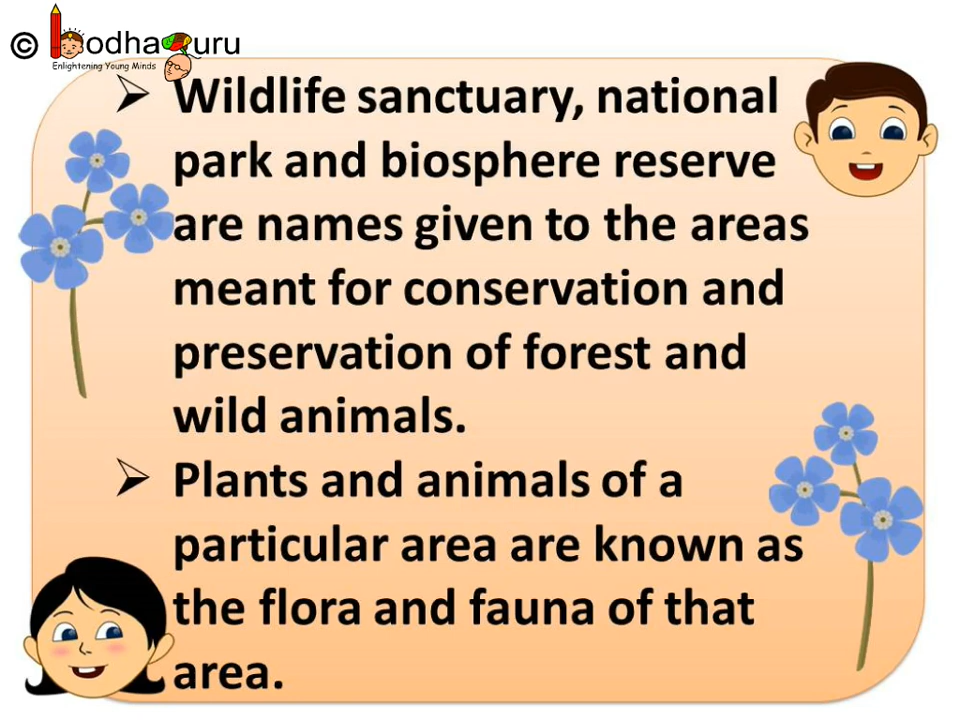 © BodhaGuru
Enlightening Young Minds
➢ Wildlife sanctuary, national
park and biosphere reserve
are names given to the areas
meant for conservation and
preservation of forest and
wild animals.
➢ Plants and animals of a
particular area are known as
the flora and fauna of that
area.